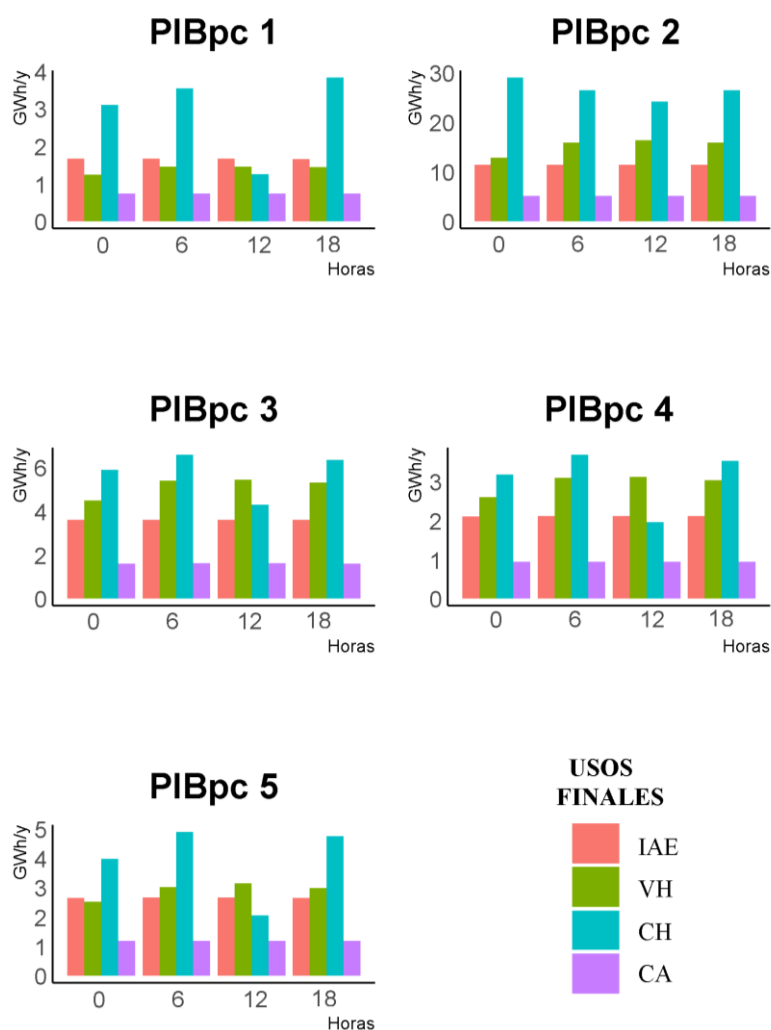 PIBpc 1
GWh/y
4
3
2
1
0
0 6 12 18
Horas
PIBpc 2
GWh/y
30
20
10
0
0 6 12 18
Horas
PIBpc 3
GWh/y
6
4
2
0
0 6 12 18
Horas
PIBpc 4
GWh/y
3
2
1
0
0 6 12 18
Horas
PIBpc 5
GWh/y
5
4
3
2
1
0
0 6 12 18
Horas
USOS
FINALES
IAE
VH
CH
CA